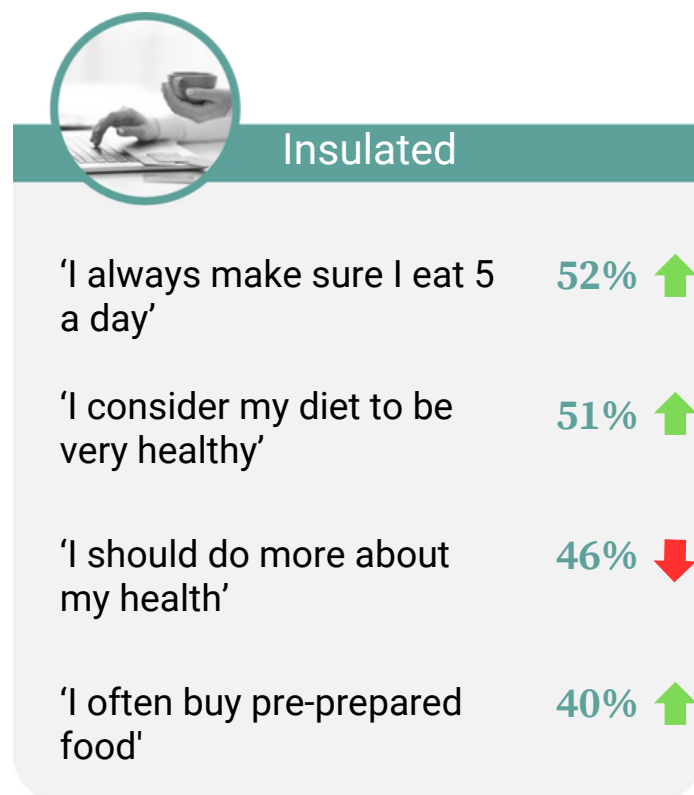 Insulated
‘I always make sure I eat 5
a day’
52%
‘I consider my diet to be
very healthy’
51%
‘I should do more about
my health’
46%
‘I often buy pre-prepared
food'
40%